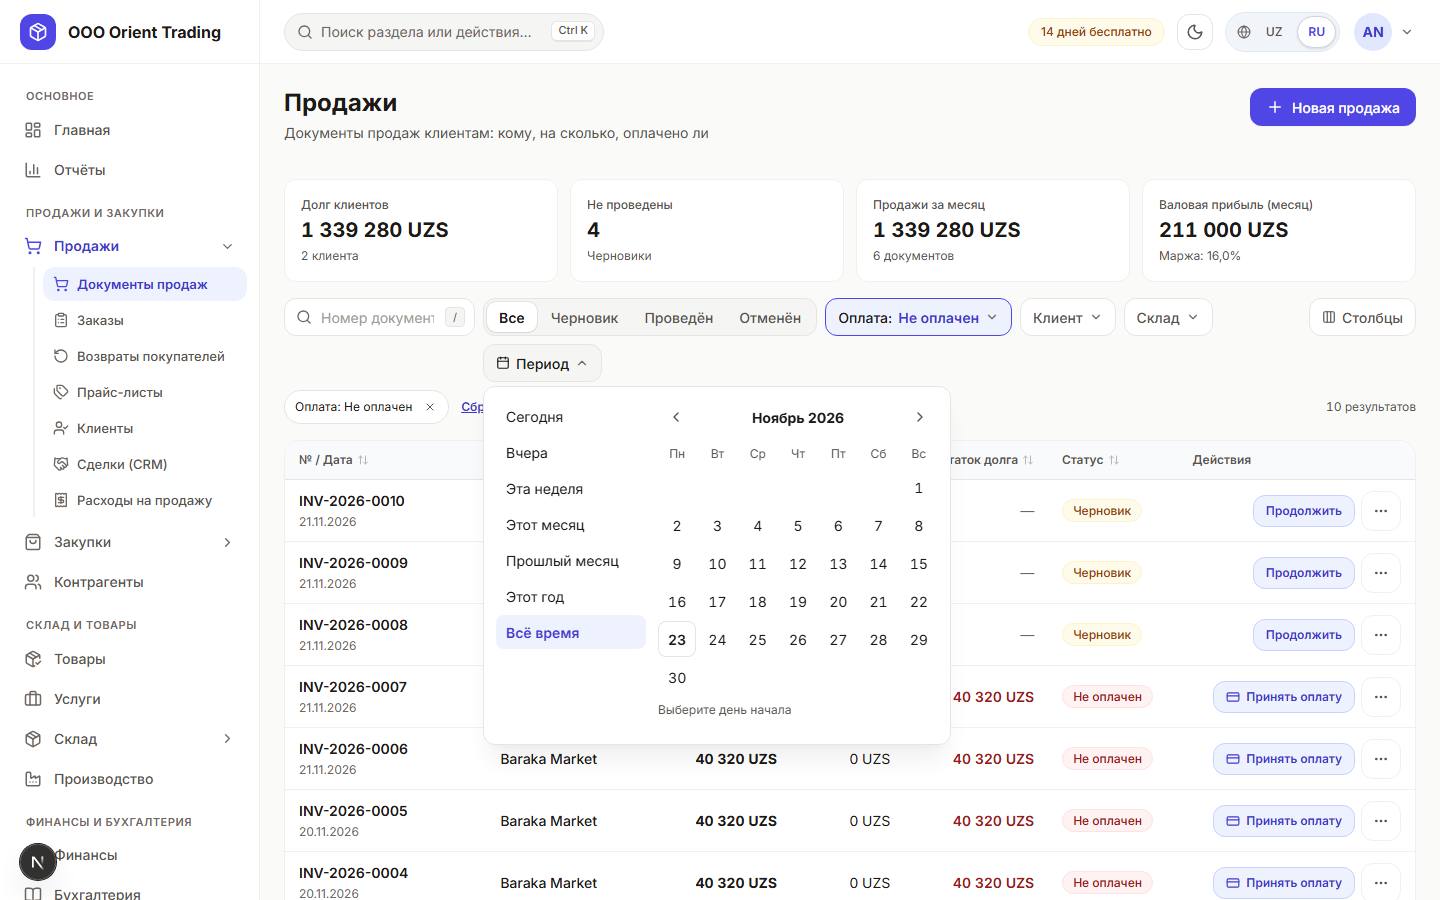 ООО Orient Trading
Поиск раздела или действия...
Ctrl K
14 дней бесплатно
UZ
RU
AN
ОСНОВНОЕ
Главная
Отчёты
ПРОДАЖИ И ЗАКУПКИ
Продажи
Документы продаж
Заказы
Возвраты покупателей
Прайс-листы
Клиенты
Сделки (CRM)
Расходы на продажу
Закупки
Контрагенты
СКЛАД И ТОВАРЫ
Товары
Услуги
Склад
Производство
ФИНАНСЫ И БУХГАЛТЕРИЯ
Финансы
Бухгалтерия
N
Продажи
Документы продаж клиентам: кому, на сколько, оплачено ли
Новая продажа
Долг клиентов
1 339 280 UZS
2 клиента
Не проведены
4
Черновики
Продажи за месяц
1 339 280 UZS
6 документов
Валовая прибыль (месяц)
211 000 UZS
Маржа: 16,0%
Номер документ
/
Все
Черновик
Проведён
Отменён
Оплата: Не оплачен
Клиент
Склад
Столбцы
Период
Оплата: Не оплачен
Сбр
10 результатов
Сегодня
Вчера
Эта неделя
Этот месяц
Прошлый месяц
Этот год
Всё время
Ноябрь 2026
Пн Вт Ср Чт Пт Сб Вс
1
2 3 4 5 6 7 8
9 10 11 12 13 14 15
16 17 18 19 20 21 22
23 24 25 26 27 28 29
30
Выберите день начала
№ / Дата
таток долга
Статус
Действия
INV-2026-0010
21.11.2026
—
Черновик
Продолжить
INV-2026-0009
21.11.2026
—
Черновик
Продолжить
INV-2026-0008
21.11.2026
—
Черновик
Продолжить
INV-2026-0007
21.11.2026
40 320 UZS
Не оплачен
Принять оплату
INV-2026-0006
21.11.2026
Baraka Market
40 320 UZS
0 UZS
40 320 UZS
Не оплачен
Принять оплату
INV-2026-0005
20.11.2026
Baraka Market
40 320 UZS
0 UZS
40 320 UZS
Не оплачен
Принять оплату
INV-2026-0004
20.11.2026
Baraka Market
40 320 UZS
0 UZS
40 320 UZS
Не оплачен
Принять оплату